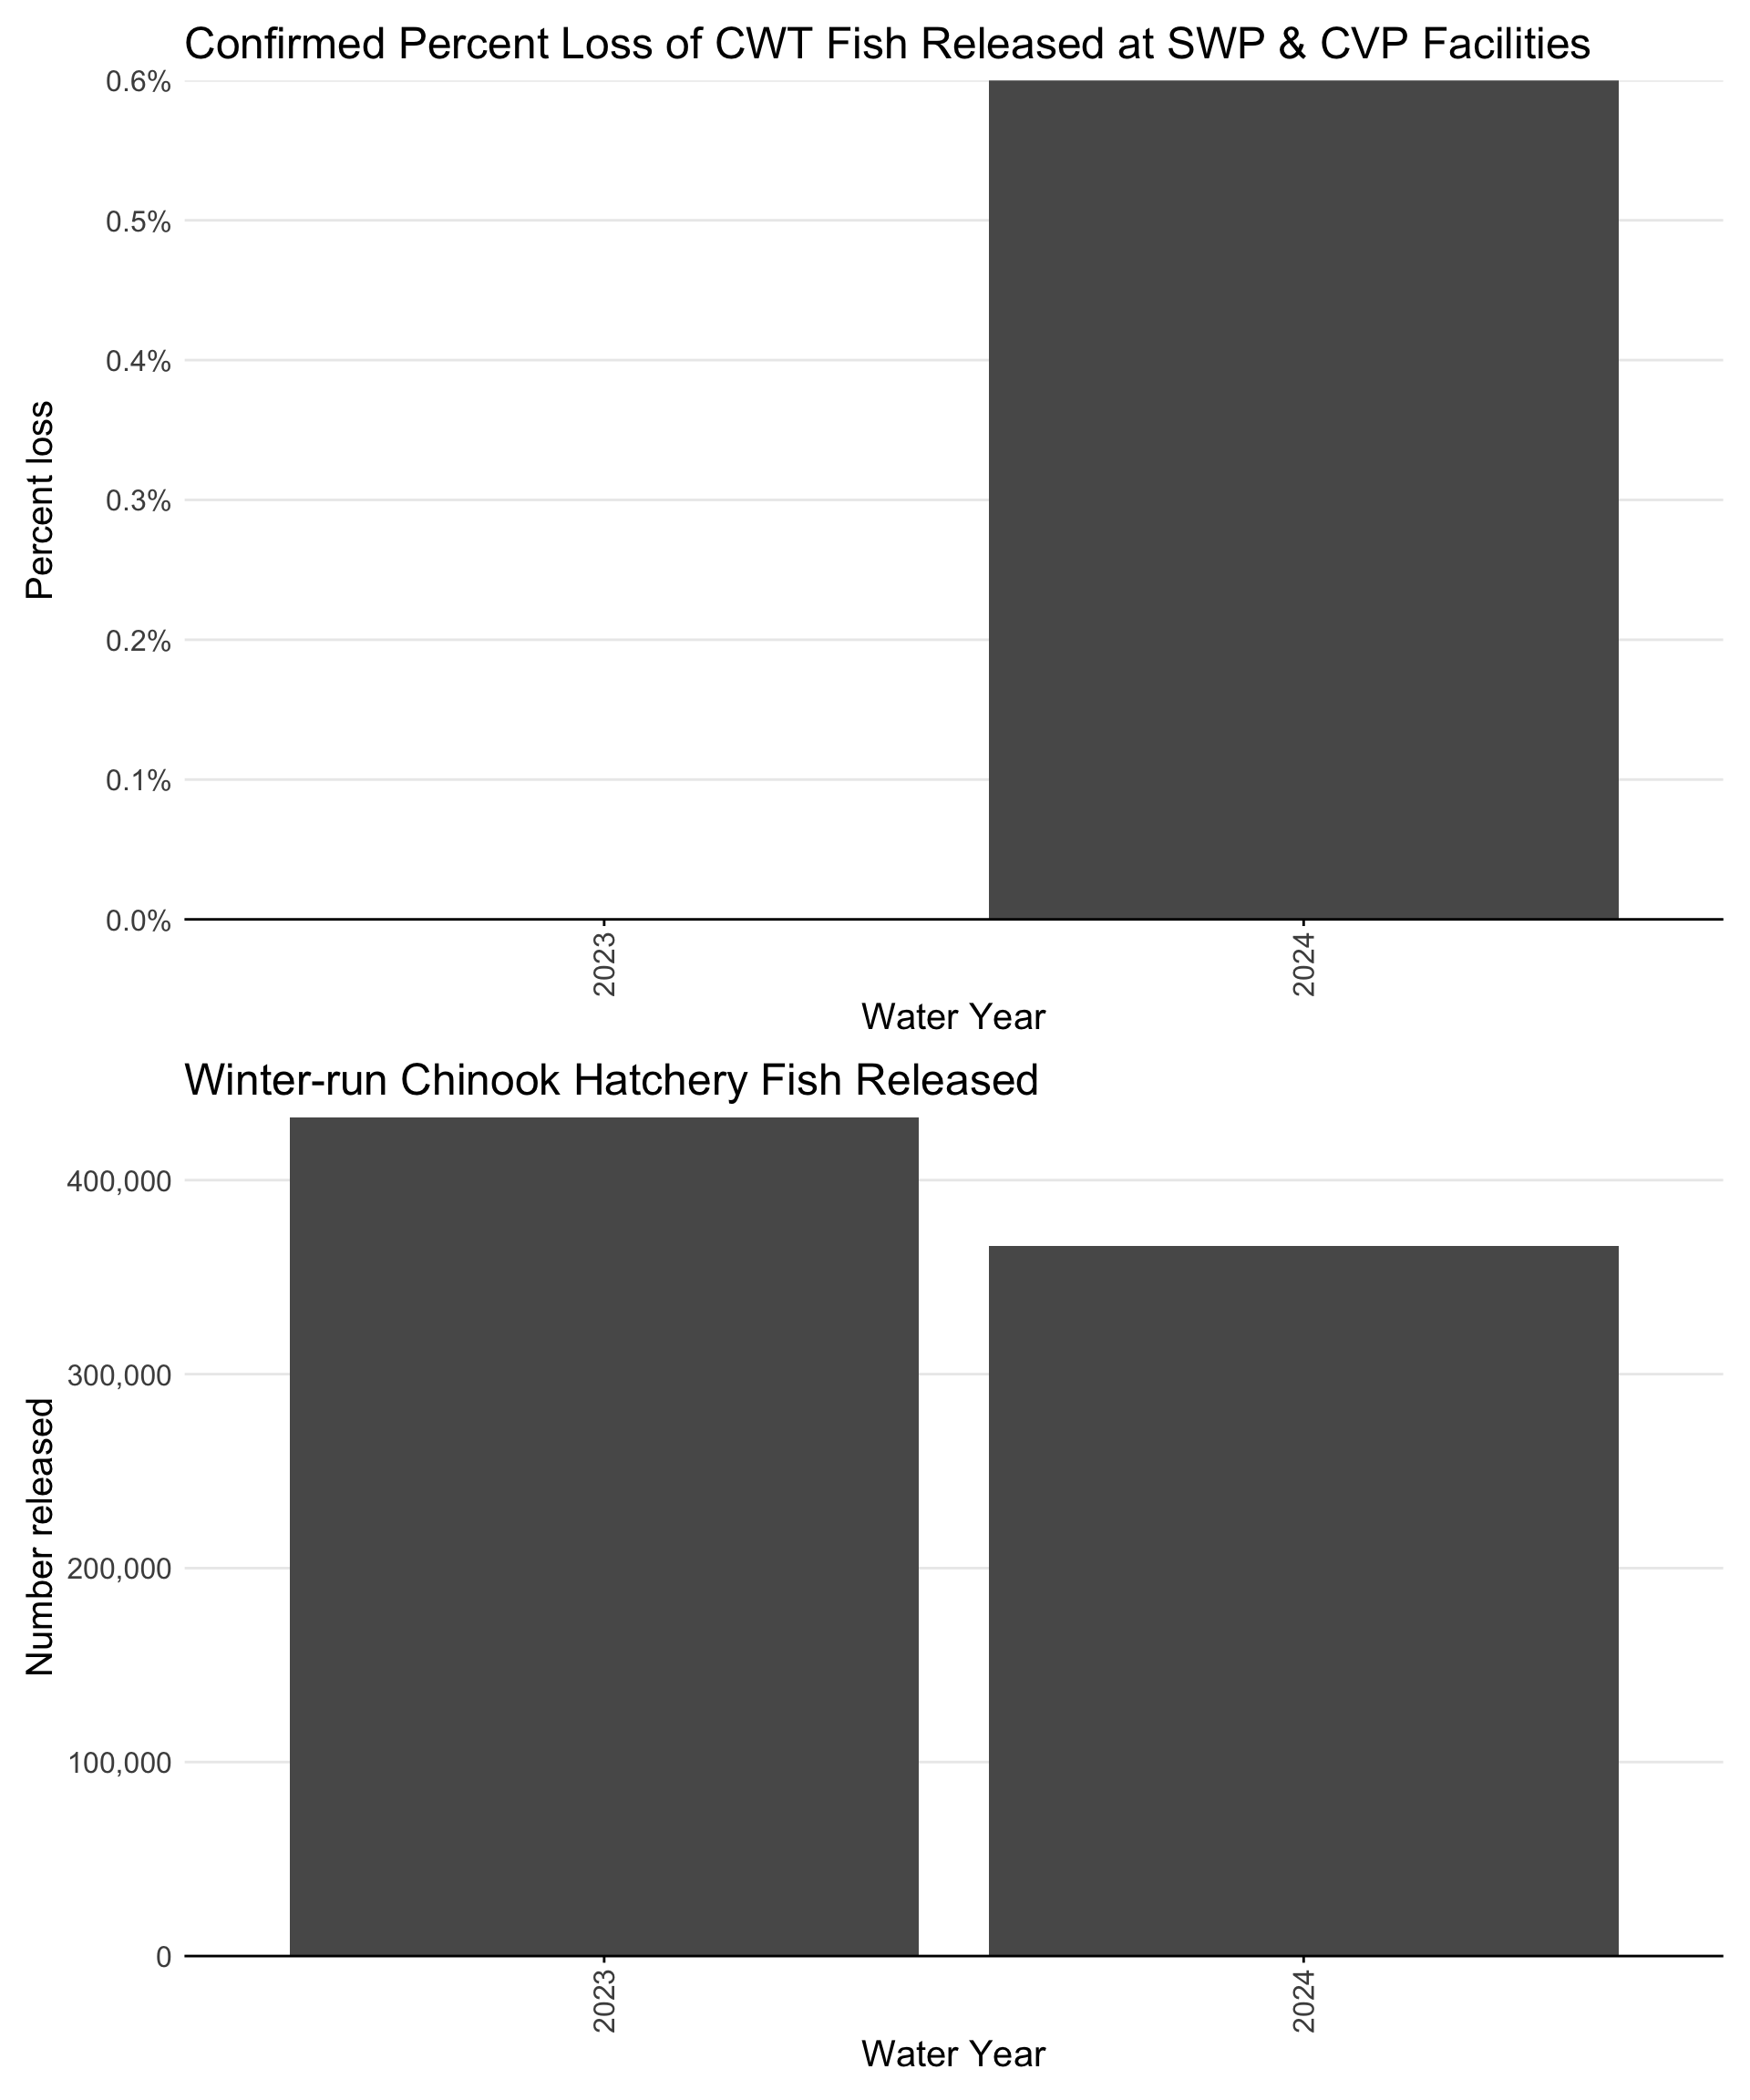 Confirmed Percent Loss of CWT Fish Released at SWP & CVP Facilities
0.6%
0.5%
0.4%
0.3%
0.2%
0.1%
0.0%
Percent loss
2023
2024
Water Year
Winter-run Chinook Hatchery Fish Released
400,000
300,000
200,000
100,000
0
Number released
2023
2024
Water Year